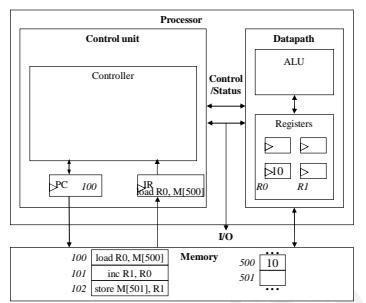 Processor
Control unit
Datapath
Controller
Control
/Status
ALU
Registers
PC 100
IR
load R0, M[500]
10
R0 R1
I/O
Memory
100 load R0, M[500]
101 inc R1, R0
102 store M[501], R1
...
500 10
501
...